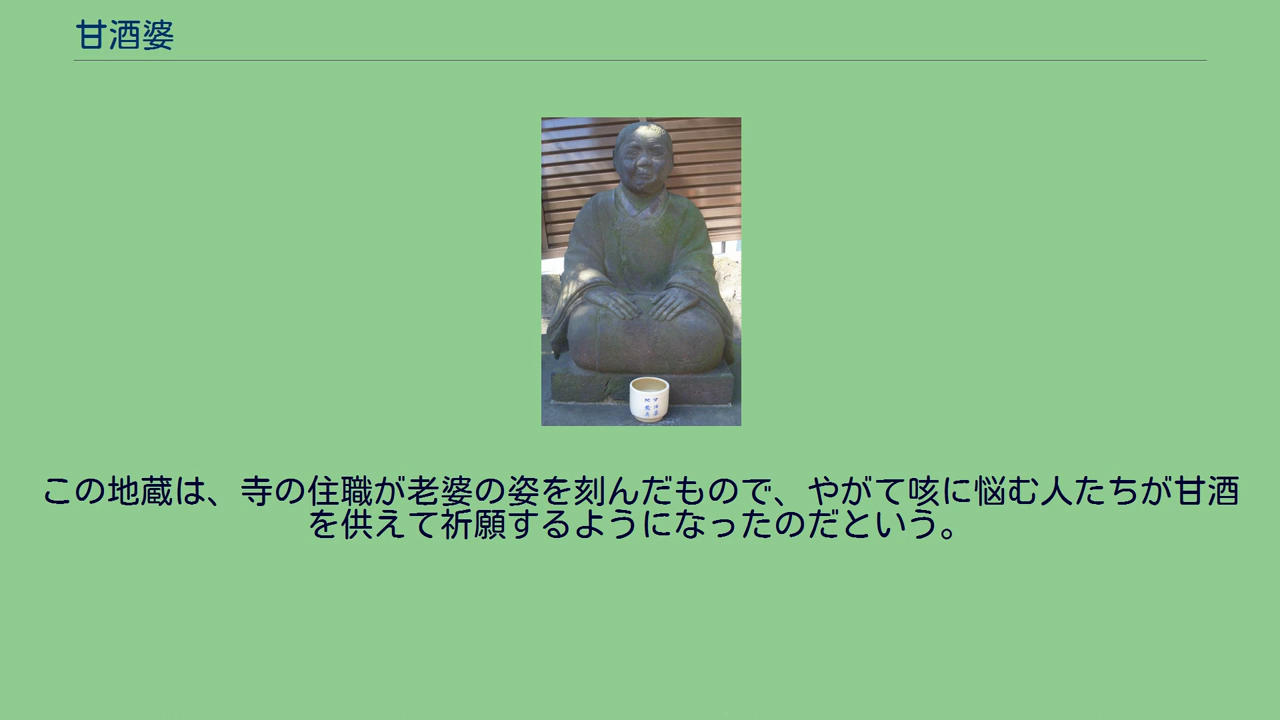 甘酒婆
この地蔵は、寺の住職が老婆の姿を刻んだもので、やがて咳に悩む人たちが甘酒
を供えて祈願するようになったのだという。